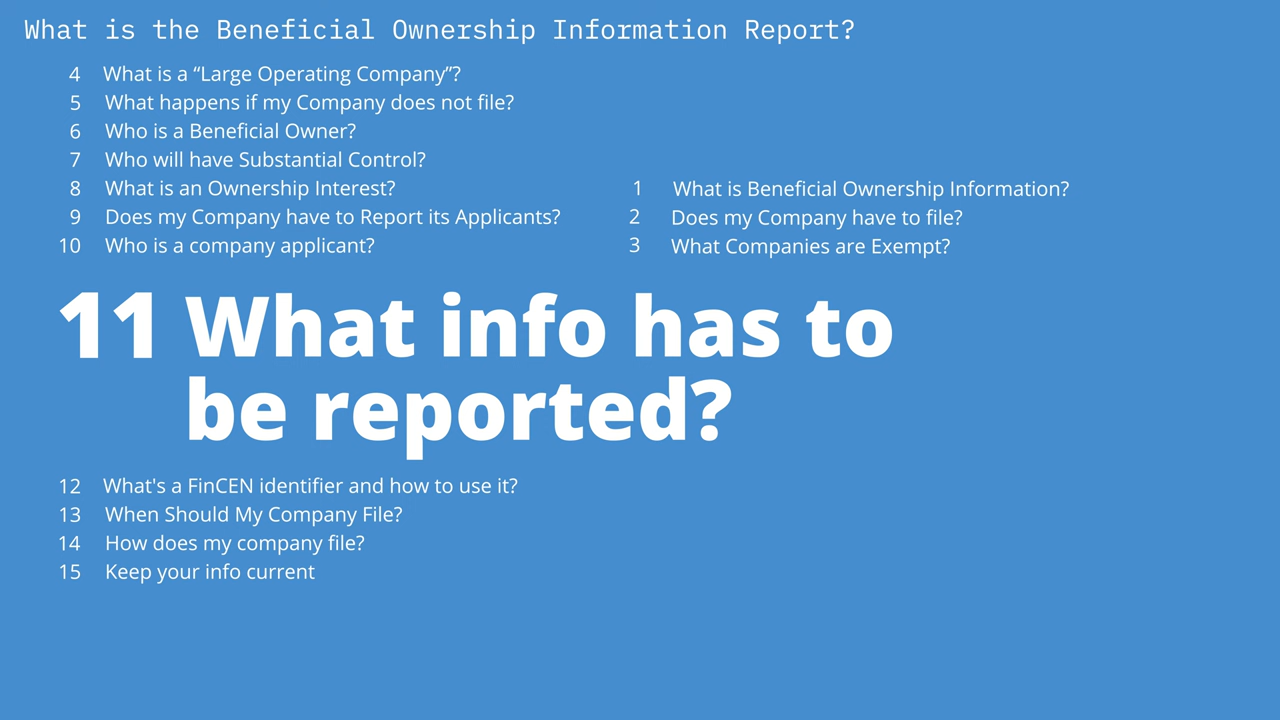 What is the Beneficial Ownership Information Report?
4 What is a “Large Operating Company”?
5 What happens if my Company does not file?
6 Who is a Beneficial Owner?
7 Who will have Substantial Control?
8 What is an Ownership Interest?
9 Does my Company have to Report its Applicants?
10 Who is a company applicant?
1 What is Beneficial Ownership Information?
2 Does my Company have to file?
3 What Companies are Exempt?
11 What info has to
be reported?
12 What's a FinCEN identifier and how to use it?
13 When Should My Company File?
14 How does my company file?
15 Keep your info current